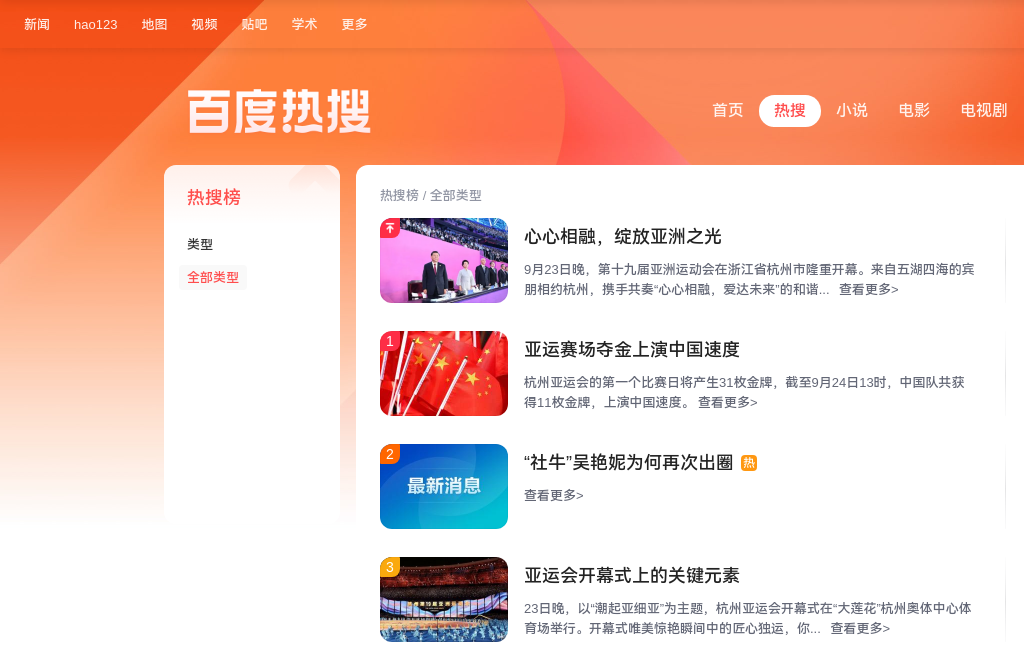 新闻 hao123 地图 视频 贴吧 学术 更多
百度热搜
首页 热搜 小说 电影 电视剧
热搜榜
类型
全部类型
热搜榜 / 全部类型
心心相融，绽放亚洲之光
9月23日晚，第十九届亚洲运动会在浙江省杭州市隆重开幕。来自五湖四海的宾
朋相约杭州，携手共奏“心心相融，爱达未来”的和谐... 查看更多>
1
亚运赛场夺金上演中国速度
杭州亚运会的第一个比赛日将产生31枚金牌，截至9月24日13时，中国队共获
得11枚金牌，上演中国速度。 查看更多>
2
最新消息
“社牛”吴艳妮为何再次出圈 热
查看更多>
3
亚运会开幕式上的关键元素
23日晚，以“潮起亚细亚”为主题，杭州亚运会开幕式在“大莲花”杭州奥体中心体
育场举行。开幕式唯美惊艳瞬间中的匠心独运，你... 查看更多>